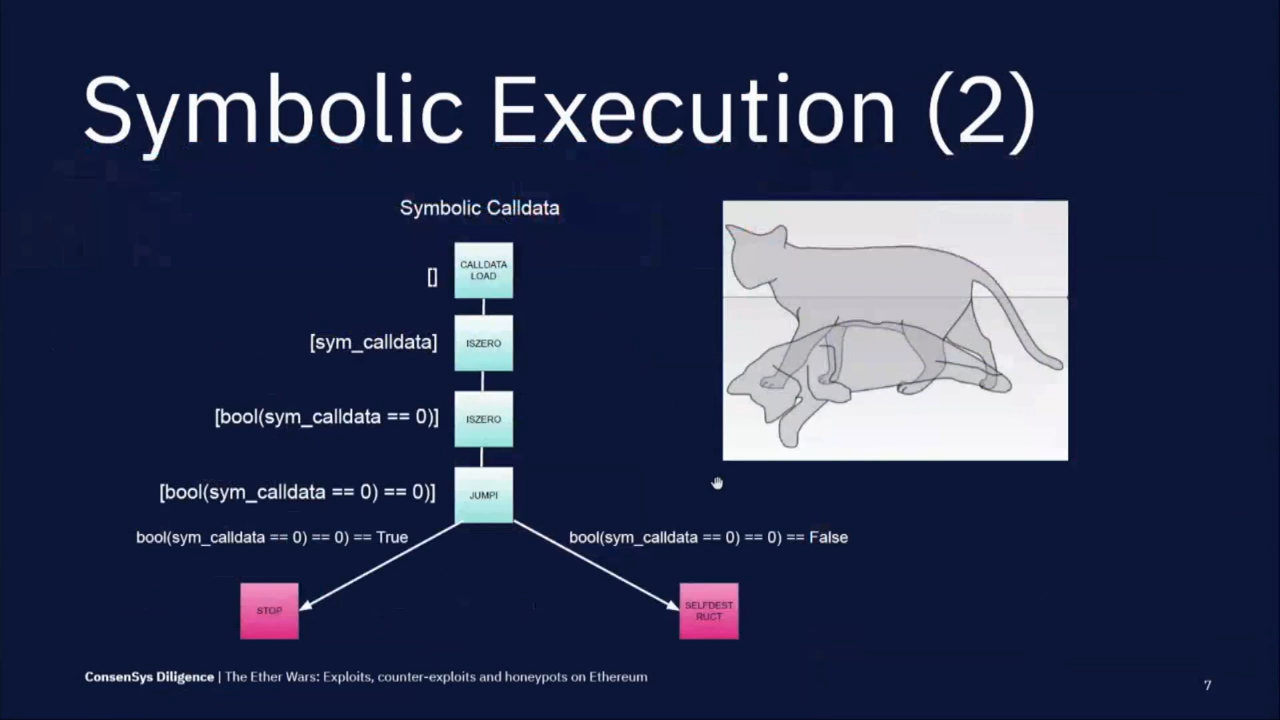 Symbolic Execution (2)
Symbolic Calldata
[]
CALLDATA
LOAD
[sym_calldata]
ISZERO
[bool(sym_calldata == 0)]
ISZERO
[bool(sym_calldata == 0) == 0)]
JUMPI
bool(sym_calldata == 0) == 0) == True
bool(sym_calldata == 0) == 0) == False
STOP
SELFDEST
RUCT
ConsenSys Diligence | The Ether Wars: Exploits, counter-exploits and honeypots on Ethereum
7